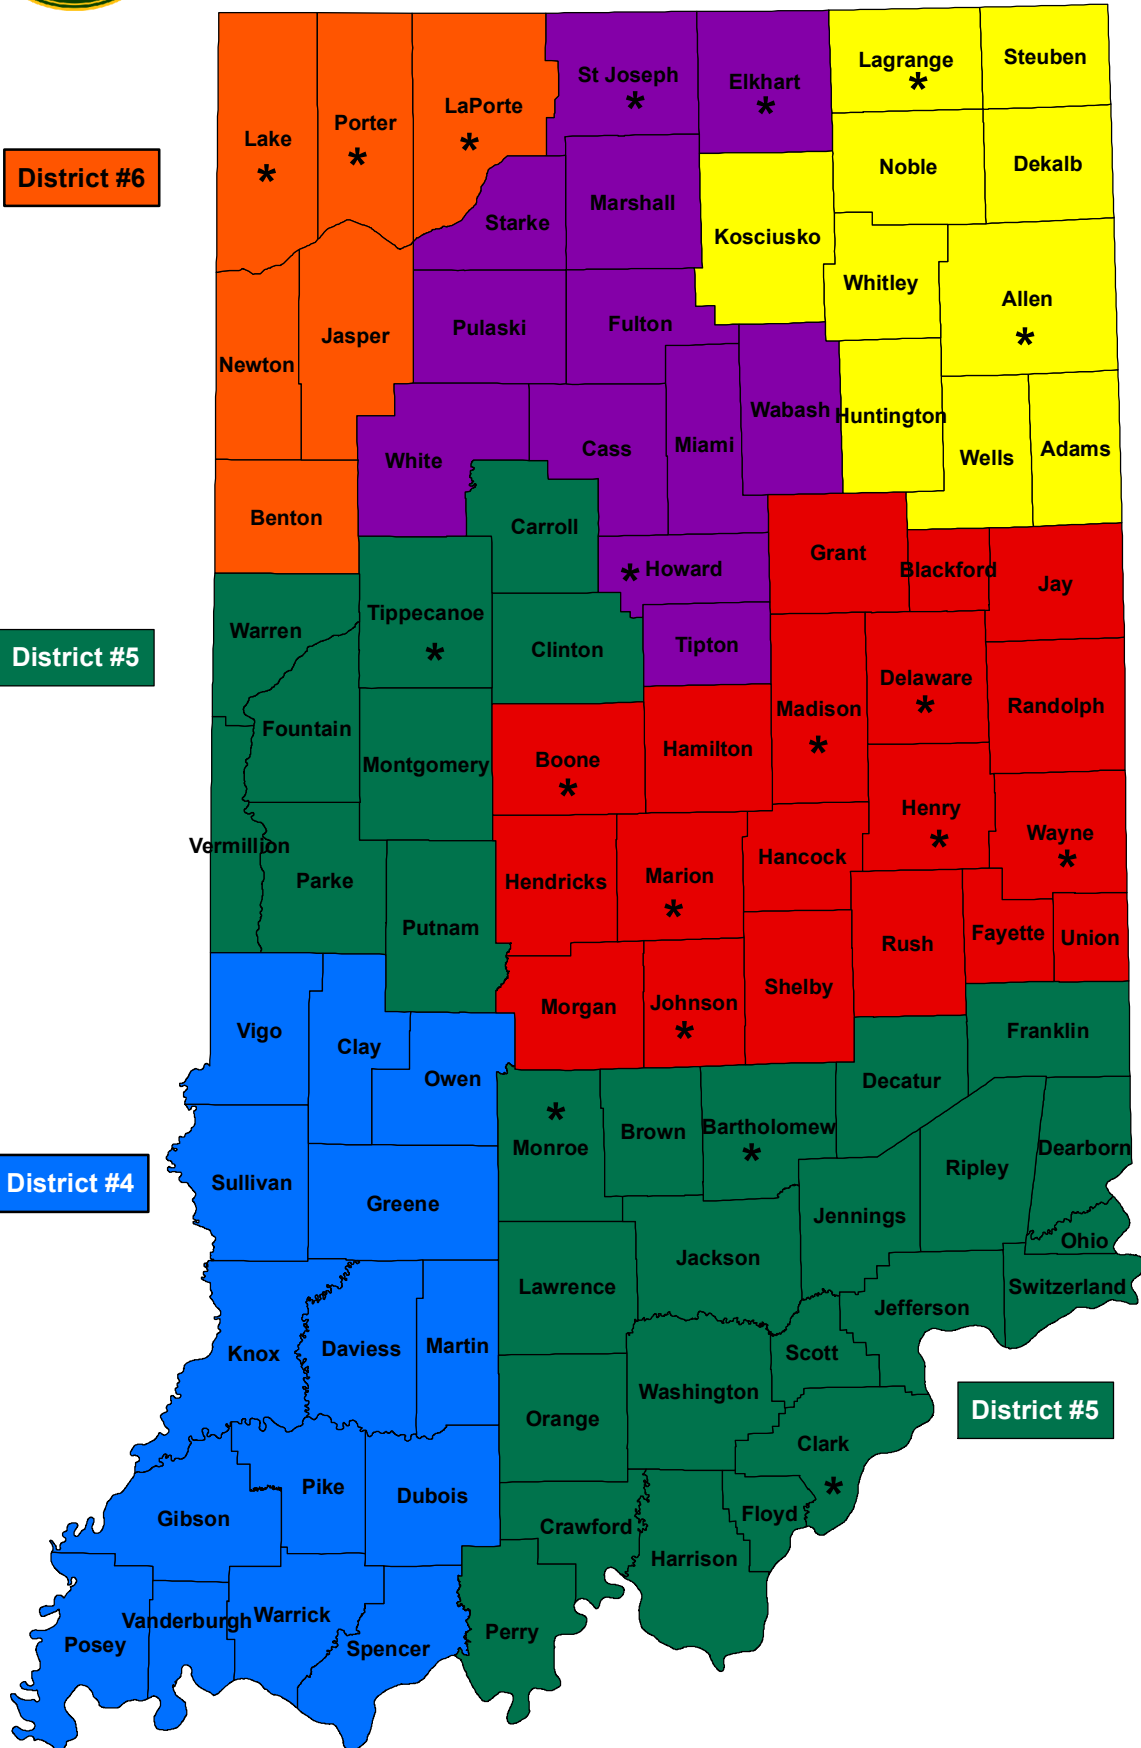 St Joseph
*
Elkhart
*
Lagrange
*
Steuben
Lake
*
Porter
*
LaPorte
*
District #6
Noble
Dekalb
Marshall
Starke
Kosciusko
Whitley
Allen
*
Pulaski
Fulton
Jasper
Newton
Wabash
Huntington
White
Cass
Miami
Wells
Adams
Benton
Carroll
Grant
Blackford
Jay
* Howard
Warren
Tippecanoe
*
Clinton
Tipton
District #5
Delaware
*
Madison
*
Randolph
Fountain
Montgomery
Boone
*
Hamilton
Henry
*
Wayne
*
Vermillion
Parke
Hendricks
Marion
*
Hancock
Putnam
Rush
Fayette
Union
Morgan
Johnson
*
Shelby
Vigo
Clay
Franklin
Owen
Decatur
*
Monroe
Brown
Bartholomew
*
Dearborn
Ripley
District #4
Sullivan
Greene
Jennings
Ohio
Jackson
Lawrence
Switzerland
Jefferson
Knox
Daviess
Martin
Scott
Washington
Orange
District #5
Clark
*
Pike
Dubois
Gibson
Crawford
Floyd
Harrison
Posey
Vanderburgh
Warrick
Spencer
Perry